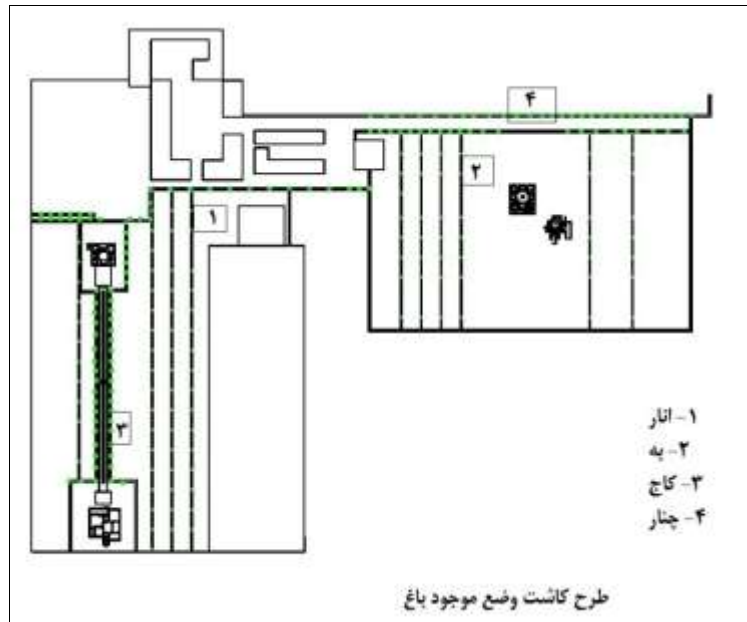 ۴
۲
۱
۳
۱- انار
۲- به
۳- کاج
۴- چنار
طرح کاشت وضع موجود باغ